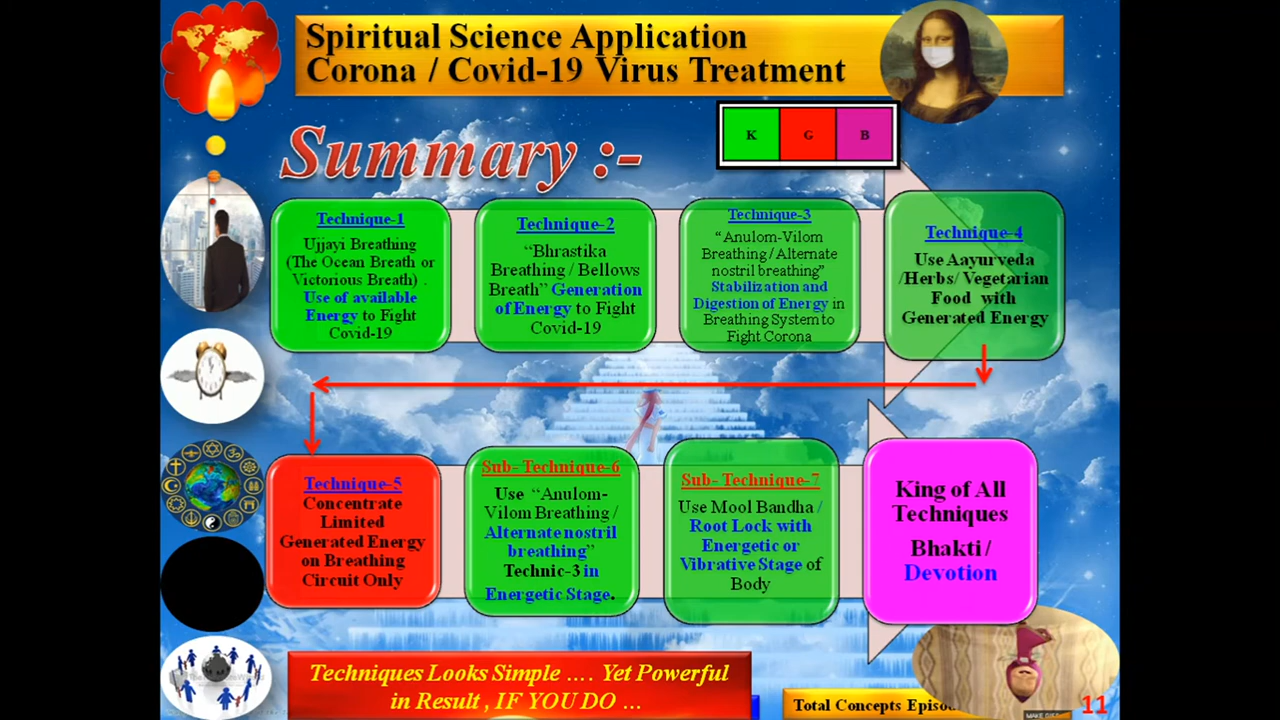 Spiritual Science Application
Corona / Covid-19 Virus Treatment
K G B
Summary :-
Technique-1
Ujjayi Breathing
(The Ocean Breath or
Victorious Breath) .
Use of available
Energy to Fight
Covid-19
Technique-2
“Bhrastika
Breathing / Bellows
Breath” Generation
of Energy to Fight
Covid-19
Technique-3
“ Anulom-Vilom
Breathing / Alternate
nostril breathing”
Stabilization and
Digestion of Energy in
Breathing System to
Fight Corona
Technique-4
Use Aayurveda
/Herbs/ Vegetarian
Food with
Generated Energy
Technique-5
Concentrate
Limited
Generated Energy
on Breathing
Circuit Only
Sub- Technique-6
Use “Anulom-
Vilom Breathing /
Alternate nostril
breathing”
Technic-3 in
Energetic Stage.
Sub- Technique-7
Use Mool Bandha /
Root Lock with
Energetic or
Vibrative Stage of
Body
King of All
Techniques
Bhakti /
Devotion
Techniques Looks Simple .... Yet Powerful
in Result , IF YOU DO ...
Total Concepts
11